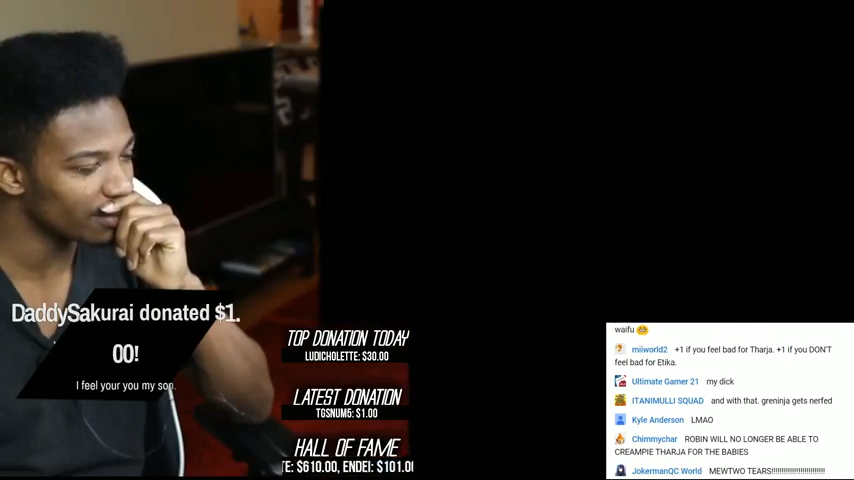 DaddySakurai donated $1.
00!
I feel your you my son.
TOP DONATION TODAY
LUDICHOLETTE: $30.00
LATEST DONATION
TGSNUM5: $1.00
HALL OF FAME
TE: $610.00, ENDEI: $101.0
waifu
miiworld2 +1 if you feel bad for Tharja. +1 if you DON'T
feel bad for Etika.
Ultimate Gamer 21 my dick
ITANIMULLI SQUAD and with that. greninja gets nerfed
Kyle Anderson LMAO
Chimmychar ROBIN WILL NO LONGER BE ABLE TO
CREAMPIE THARJA FOR THE BABIES
JokermanQC World MEWTWO TEARS!!!!!!!!!!!!!!!!!!!!!!!!!!